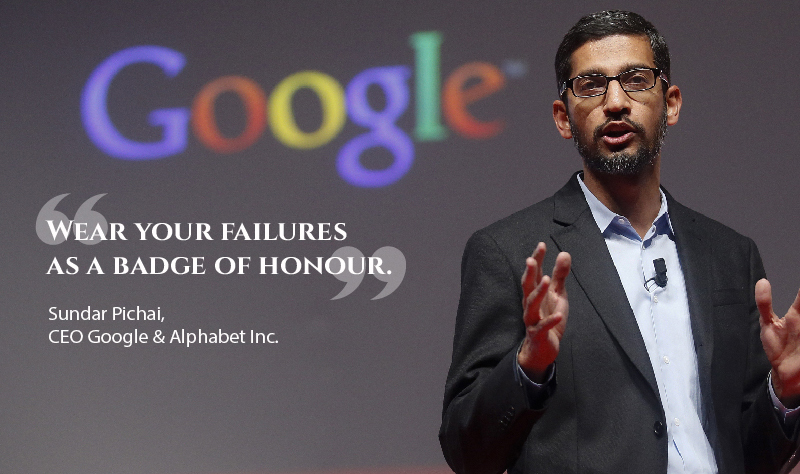 Google
“Wear your failures
as a badge of honour.”
Sundar Pichai,
CEO Google & Alphabet Inc.